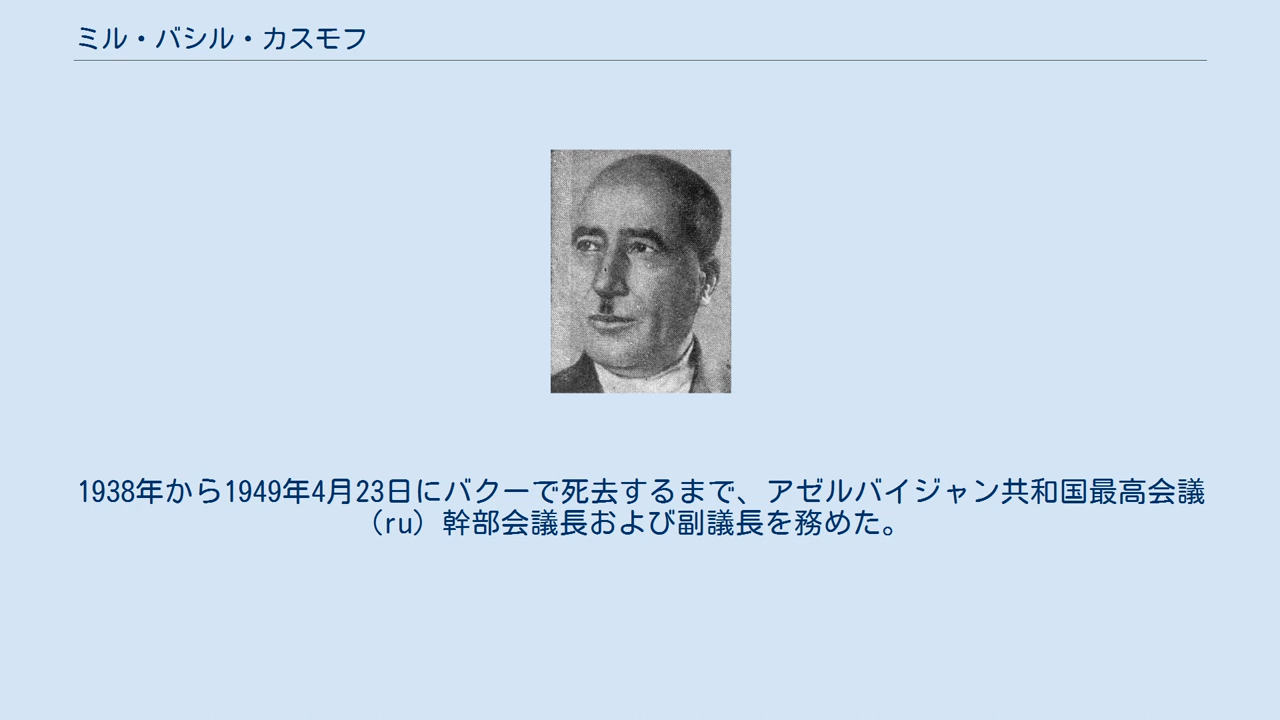 ミル・バシル・カスモフ
1938年から1949年4月23日にバクーで死去するまで、アゼルバイジャン共和国最高会議
（ru）幹部会議長および副議長を務めた。